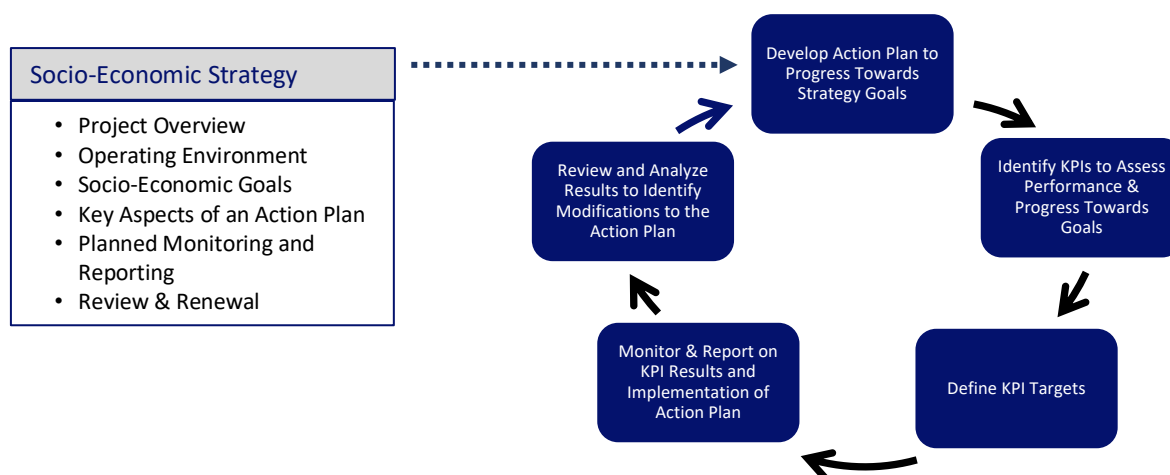 Socio-Economic Strategy
• Project Overview
• Operating Environment
• Socio-Economic Goals
• Key Aspects of an Action Plan
• Planned Monitoring and
Reporting
• Review & Renewal
Develop Action Plan to
Progress Towards
Strategy Goals
Identify KPIs to Assess
Performance &
Progress Towards
Goals
Define KPI Targets
Monitor & Report on
KPI Results and
Implementation of
Action Plan
Review and Analyze
Results to Identify
Modifications to the
Action Plan